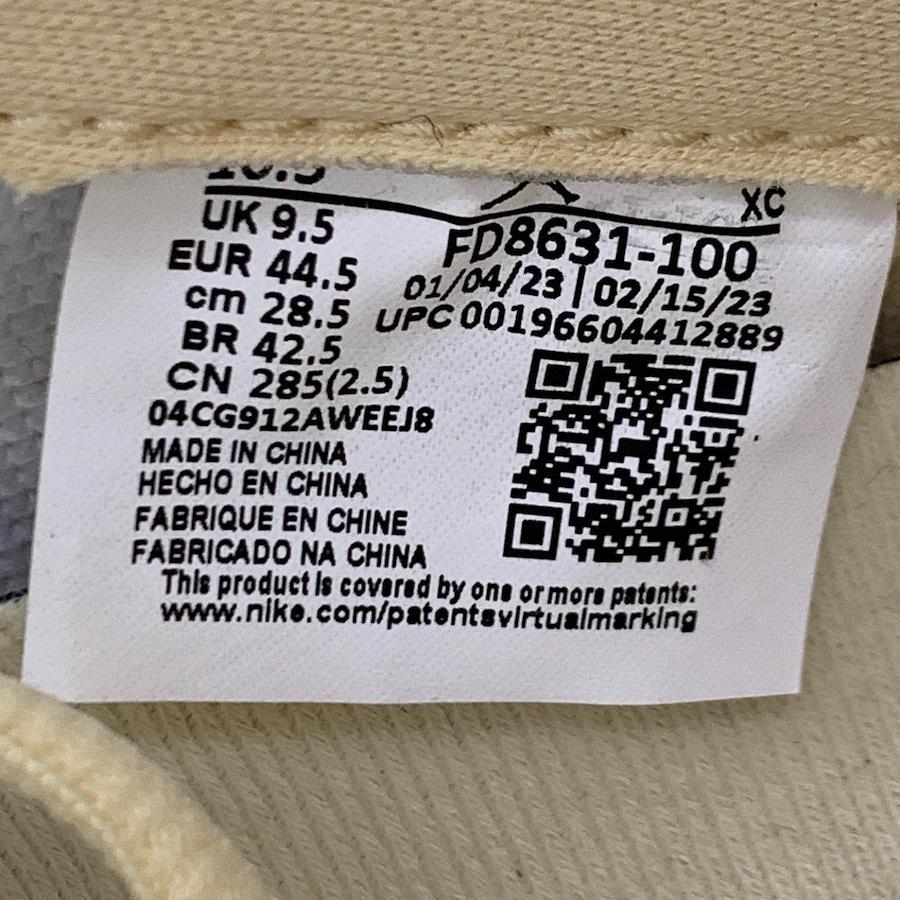 10.5
XC
UK 9.5
EUR 44.5
cm 28.5
BR 42.5
CN 285(2.5)
04CG912AWEEJ8
FD8631-100
01/04/23 | 02/15/23
UPC 00196604412889
MADE IN CHINA
HECHO EN CHINA
FABRIQUE EN CHINE
FABRICADO NA CHINA
This product is covered by one or more patents:
www.nike.com/patentsvirtualmarking